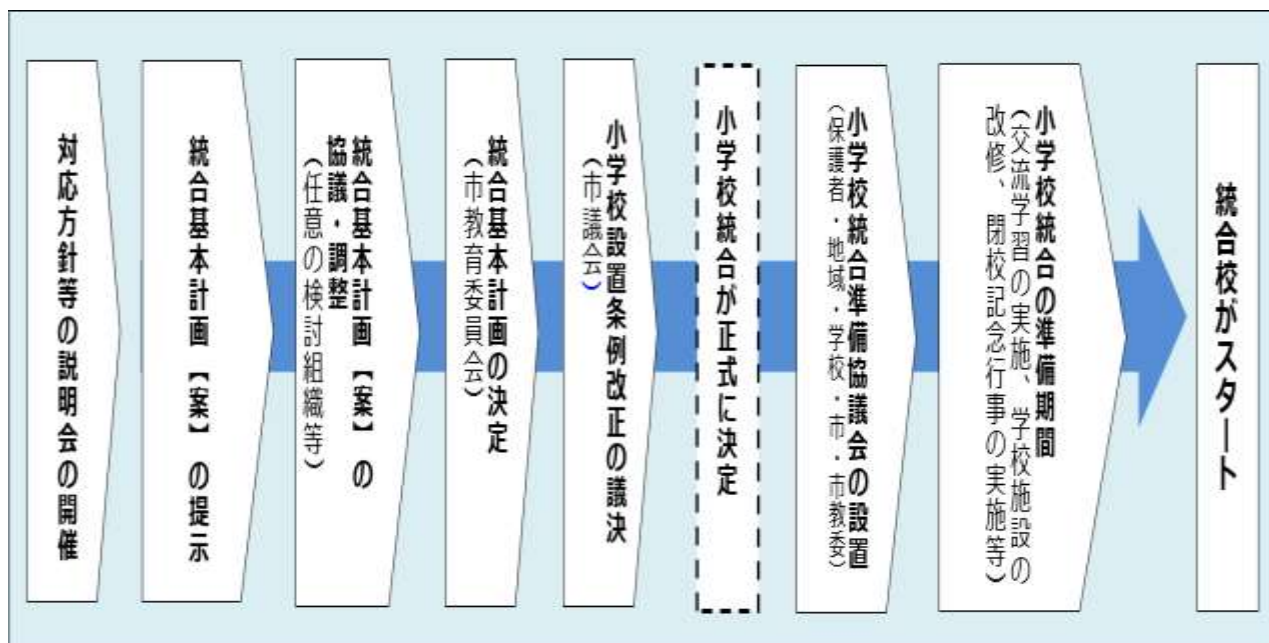 対応方針等の説明会の開催
統合基本計画【案】の提示
統合基本計画【案】の
協議・調整
（任意の検討組織等）
統合基本計画の決定
（市教育委員会）
小学校設置条例改正の議決
（市議会）
小学校統合が正式に決定
小学校統合準備協議会の設置
（保護者・地域・学校・市・市教委）
小学校統合の準備期間
（交流学習の実施、学校施設の
改修、閉校記念行事の実施等）
統合校がスタート